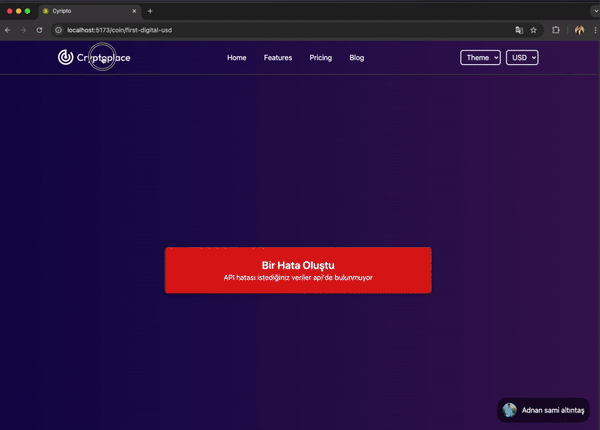 Cyripto
localhost:5173/coin/first-digital-usd
Cryptoplace
Home Features Pricing Blog
Theme USD
Bir Hata Oluştu
API hatası istediğiniz veriler api'de bulunmuyor
Adnan sami altıntaş